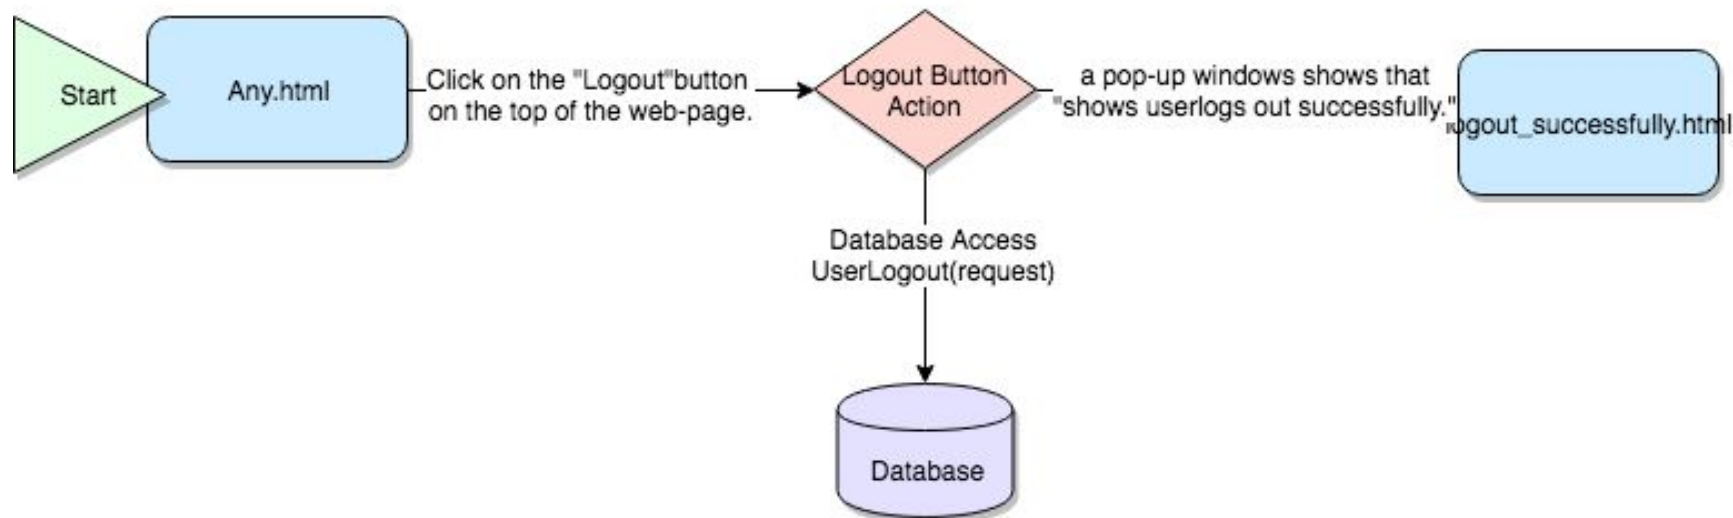 Start
Any.html
Click on the "Logout"button
on the top of the web-page.
Logout Button
Action
a pop-up windows shows that
"shows userlogs out successfully."
logout_successfully.html
Database Access
UserLogout(request)
Database